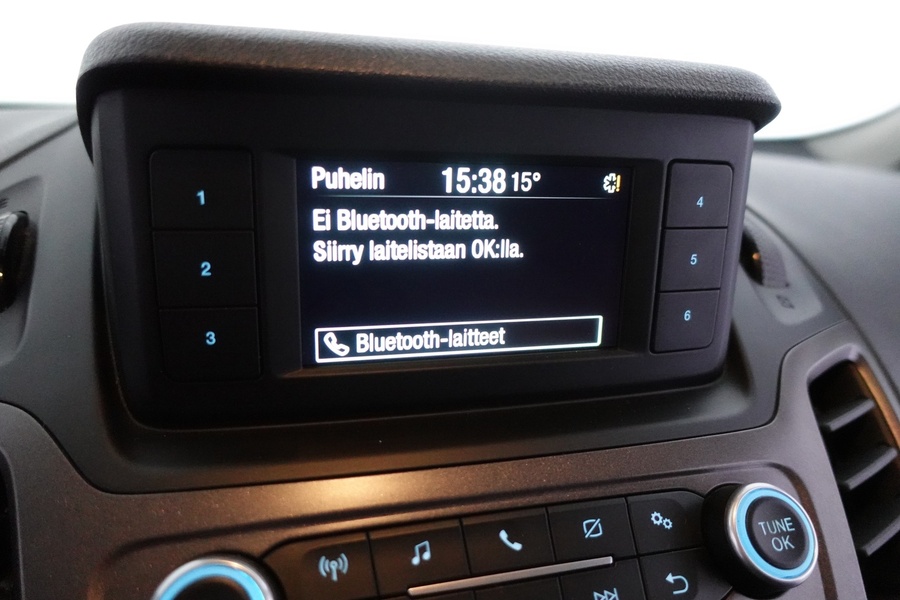 Puhelin 15:38 15°
Ei Bluetooth-laitetta.
Siirry laitelistaan OK:lla.
Bluetooth-laitteet
1
2
3
4
5
6
TUNE
OK